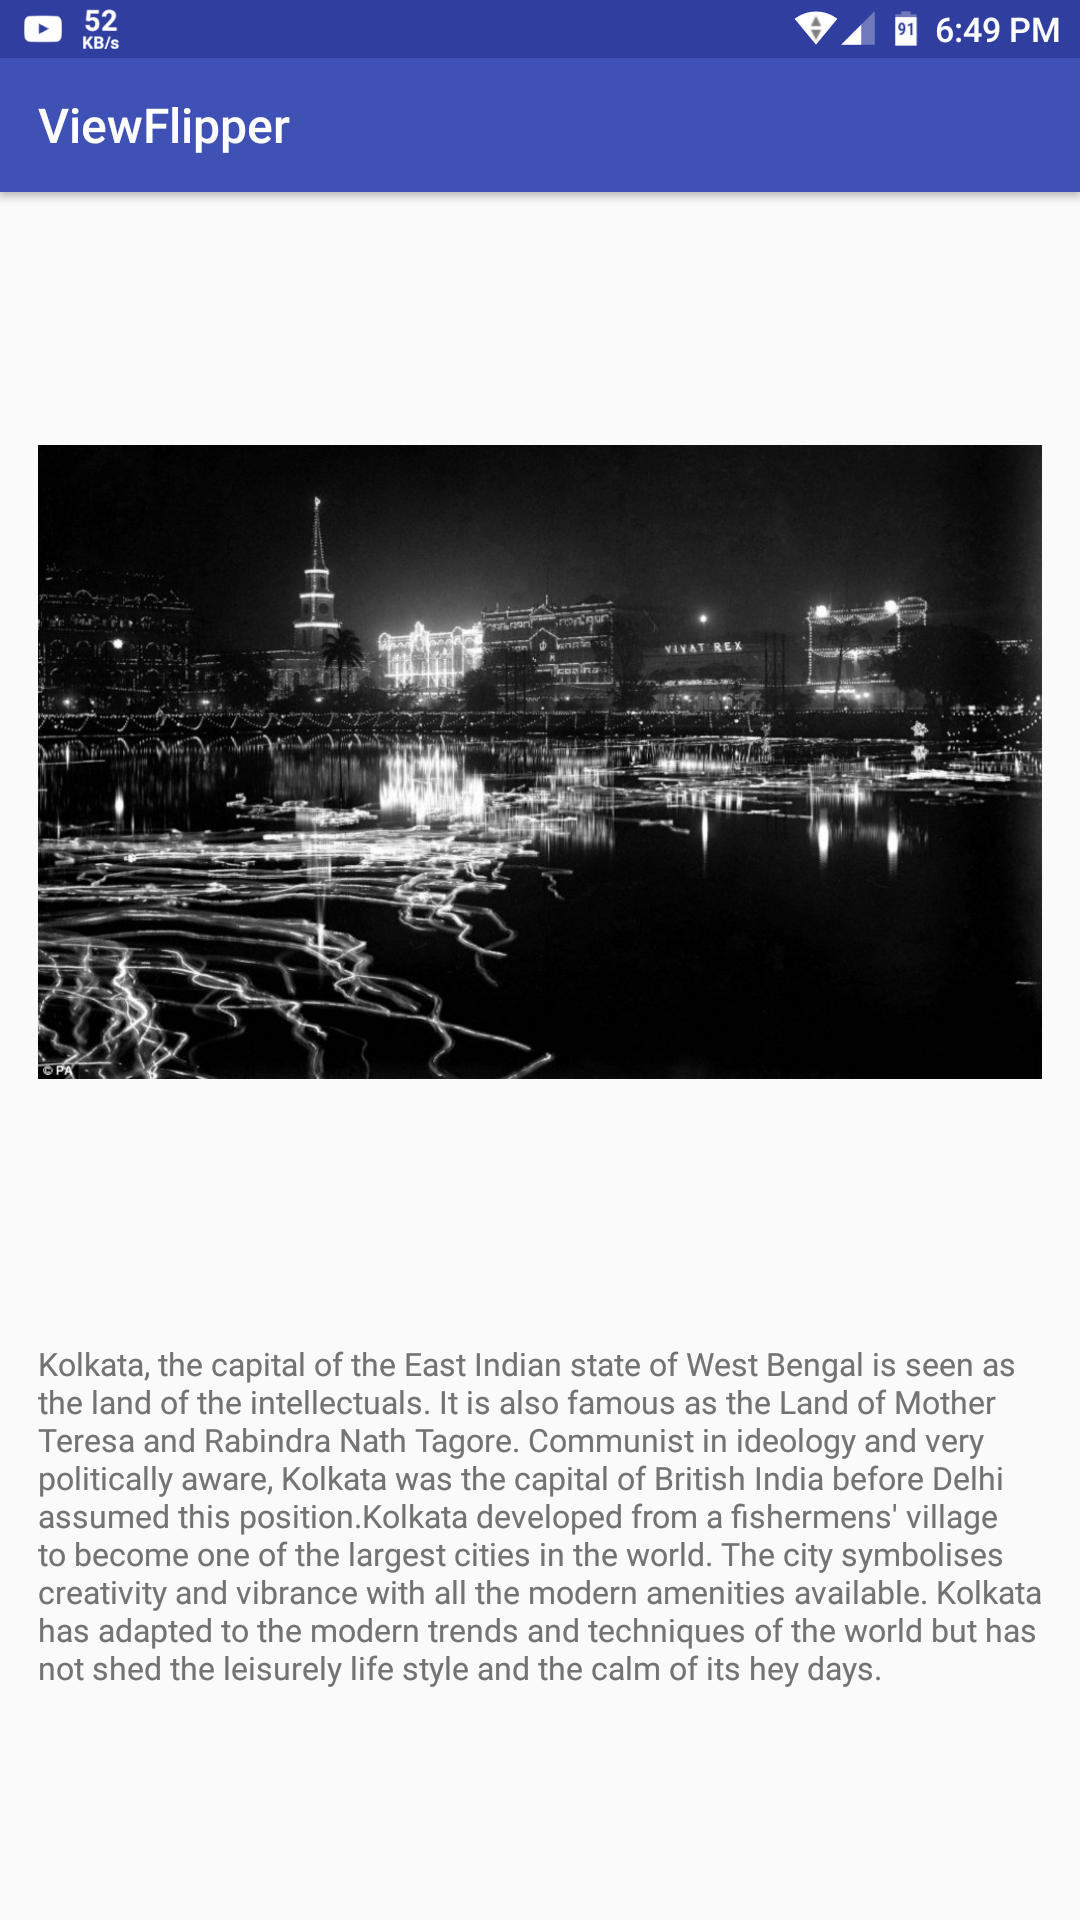 52
KB/s
91
6:49 PM
ViewFlipper
VIVAT REX
© PA
Kolkata, the capital of the East Indian state of West Bengal is seen as
the land of the intellectuals. It is also famous as the Land of Mother
Teresa and Rabindra Nath Tagore. Communist in ideology and very
politically aware, Kolkata was the capital of British India before Delhi
assumed this position.Kolkata developed from a fishermens' village
to become one of the largest cities in the world. The city symbolises
creativity and vibrance with all the modern amenities available. Kolkata
has adapted to the modern trends and techniques of the world but has
not shed the leisurely life style and the calm of its hey days.